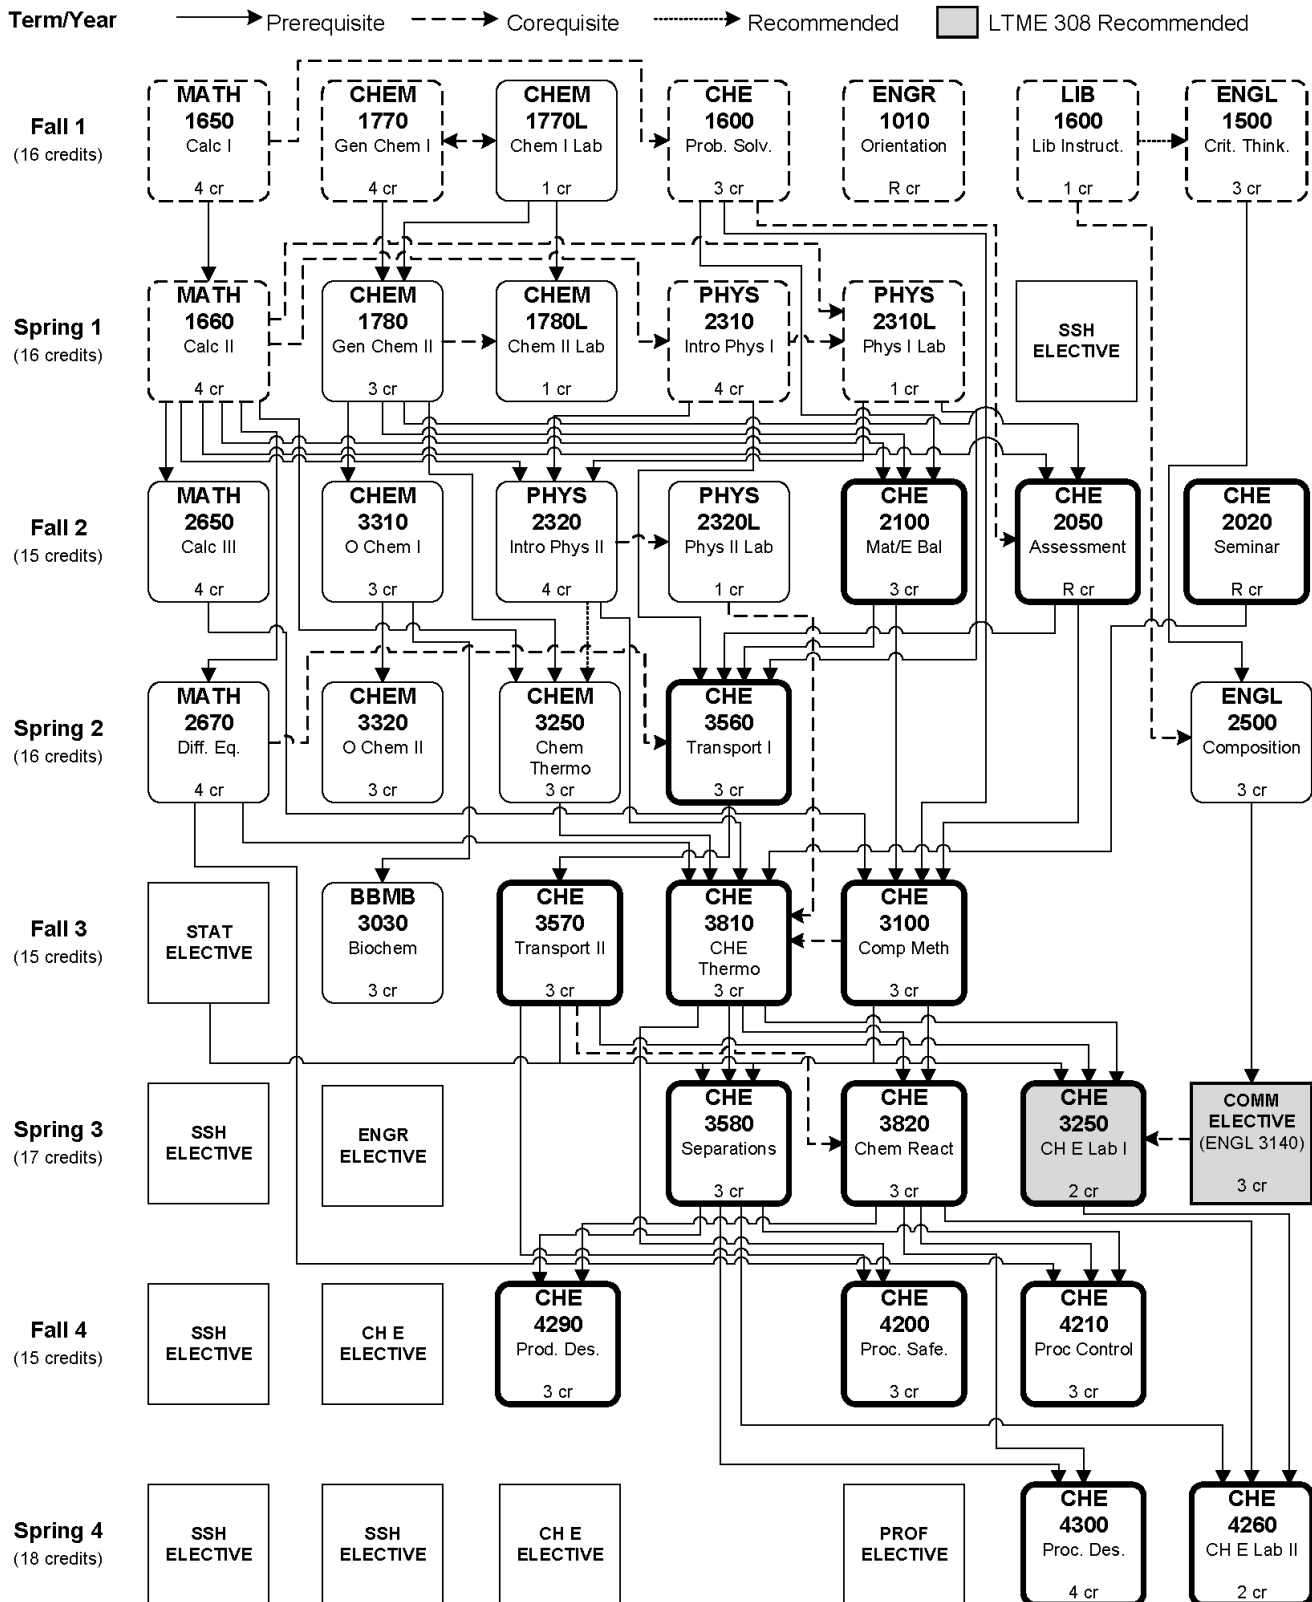 Term/Year
Prerequisite
Corequisite
Recommended
LTME 308 Recommended
Fall 1
(16 credits)
MATH
1650
Calc I
4 cr
CHEM
1770
Gen Chem I
4 cr
CHEM
1770L
Chem I Lab
1 cr
CHE
1600
Prob. Solv.
3 cr
ENGR
1010
Orientation
R cr
LIB
1600
Lib Instruct.
1 cr
ENGL
1500
Crit. Think.
3 cr
Spring 1
(16 credits)
MATH
1660
Calc II
4 cr
CHEM
1780
Gen Chem II
3 cr
CHEM
1780L
Chem II Lab
1 cr
PHYS
2310
Intro Phys I
4 cr
PHYS
2310L
Phys I Lab
1 cr
SSH
ELECTIVE
Fall 2
(15 credits)
MATH
2650
Calc III
4 cr
CHEM
3310
O Chem I
3 cr
PHYS
2320
Intro Phys II
4 cr
PHYS
2320L
Phys II Lab
1 cr
CHE
2100
Mat/E Bal
3 cr
CHE
2050
Assessment
R cr
CHE
2020
Seminar
R cr
Spring 2
(16 credits)
MATH
2670
Diff. Eq.
4 cr
CHEM
3320
O Chem II
3 cr
CHEM
3250
Chem
Thermo
3 cr
CHE
3560
Transport I
3 cr
ENGL
2500
Composition
3 cr
Fall 3
(15 credits)
STAT
ELECTIVE
BBMB
3030
Biochem
3 cr
CHE
3570
Transport II
3 cr
CHE
3810
CHE
Thermo
3 cr
CHE
3100
Comp Meth
3 cr
Spring 3
(17 credits)
SSH
ELECTIVE
ENGR
ELECTIVE
CHE
3580
Separations
3 cr
CHE
3820
Chem React
3 cr
CHE
3250
CH E Lab I
2 cr
COMM
ELECTIVE
(ENGL 3140)
3 cr
Fall 4
(15 credits)
SSH
ELECTIVE
CH E
ELECTIVE
CHE
4290
Prod. Des.
3 cr
CHE
4200
Proc. Safe.
3 cr
CHE
4210
Proc Control
3 cr
Spring 4
(18 credits)
SSH
ELECTIVE
SSH
ELECTIVE
CH E
ELECTIVE
PROF
ELECTIVE
CHE
4300
Proc. Des.
4 cr
CHE
4260
CH E Lab II
2 cr